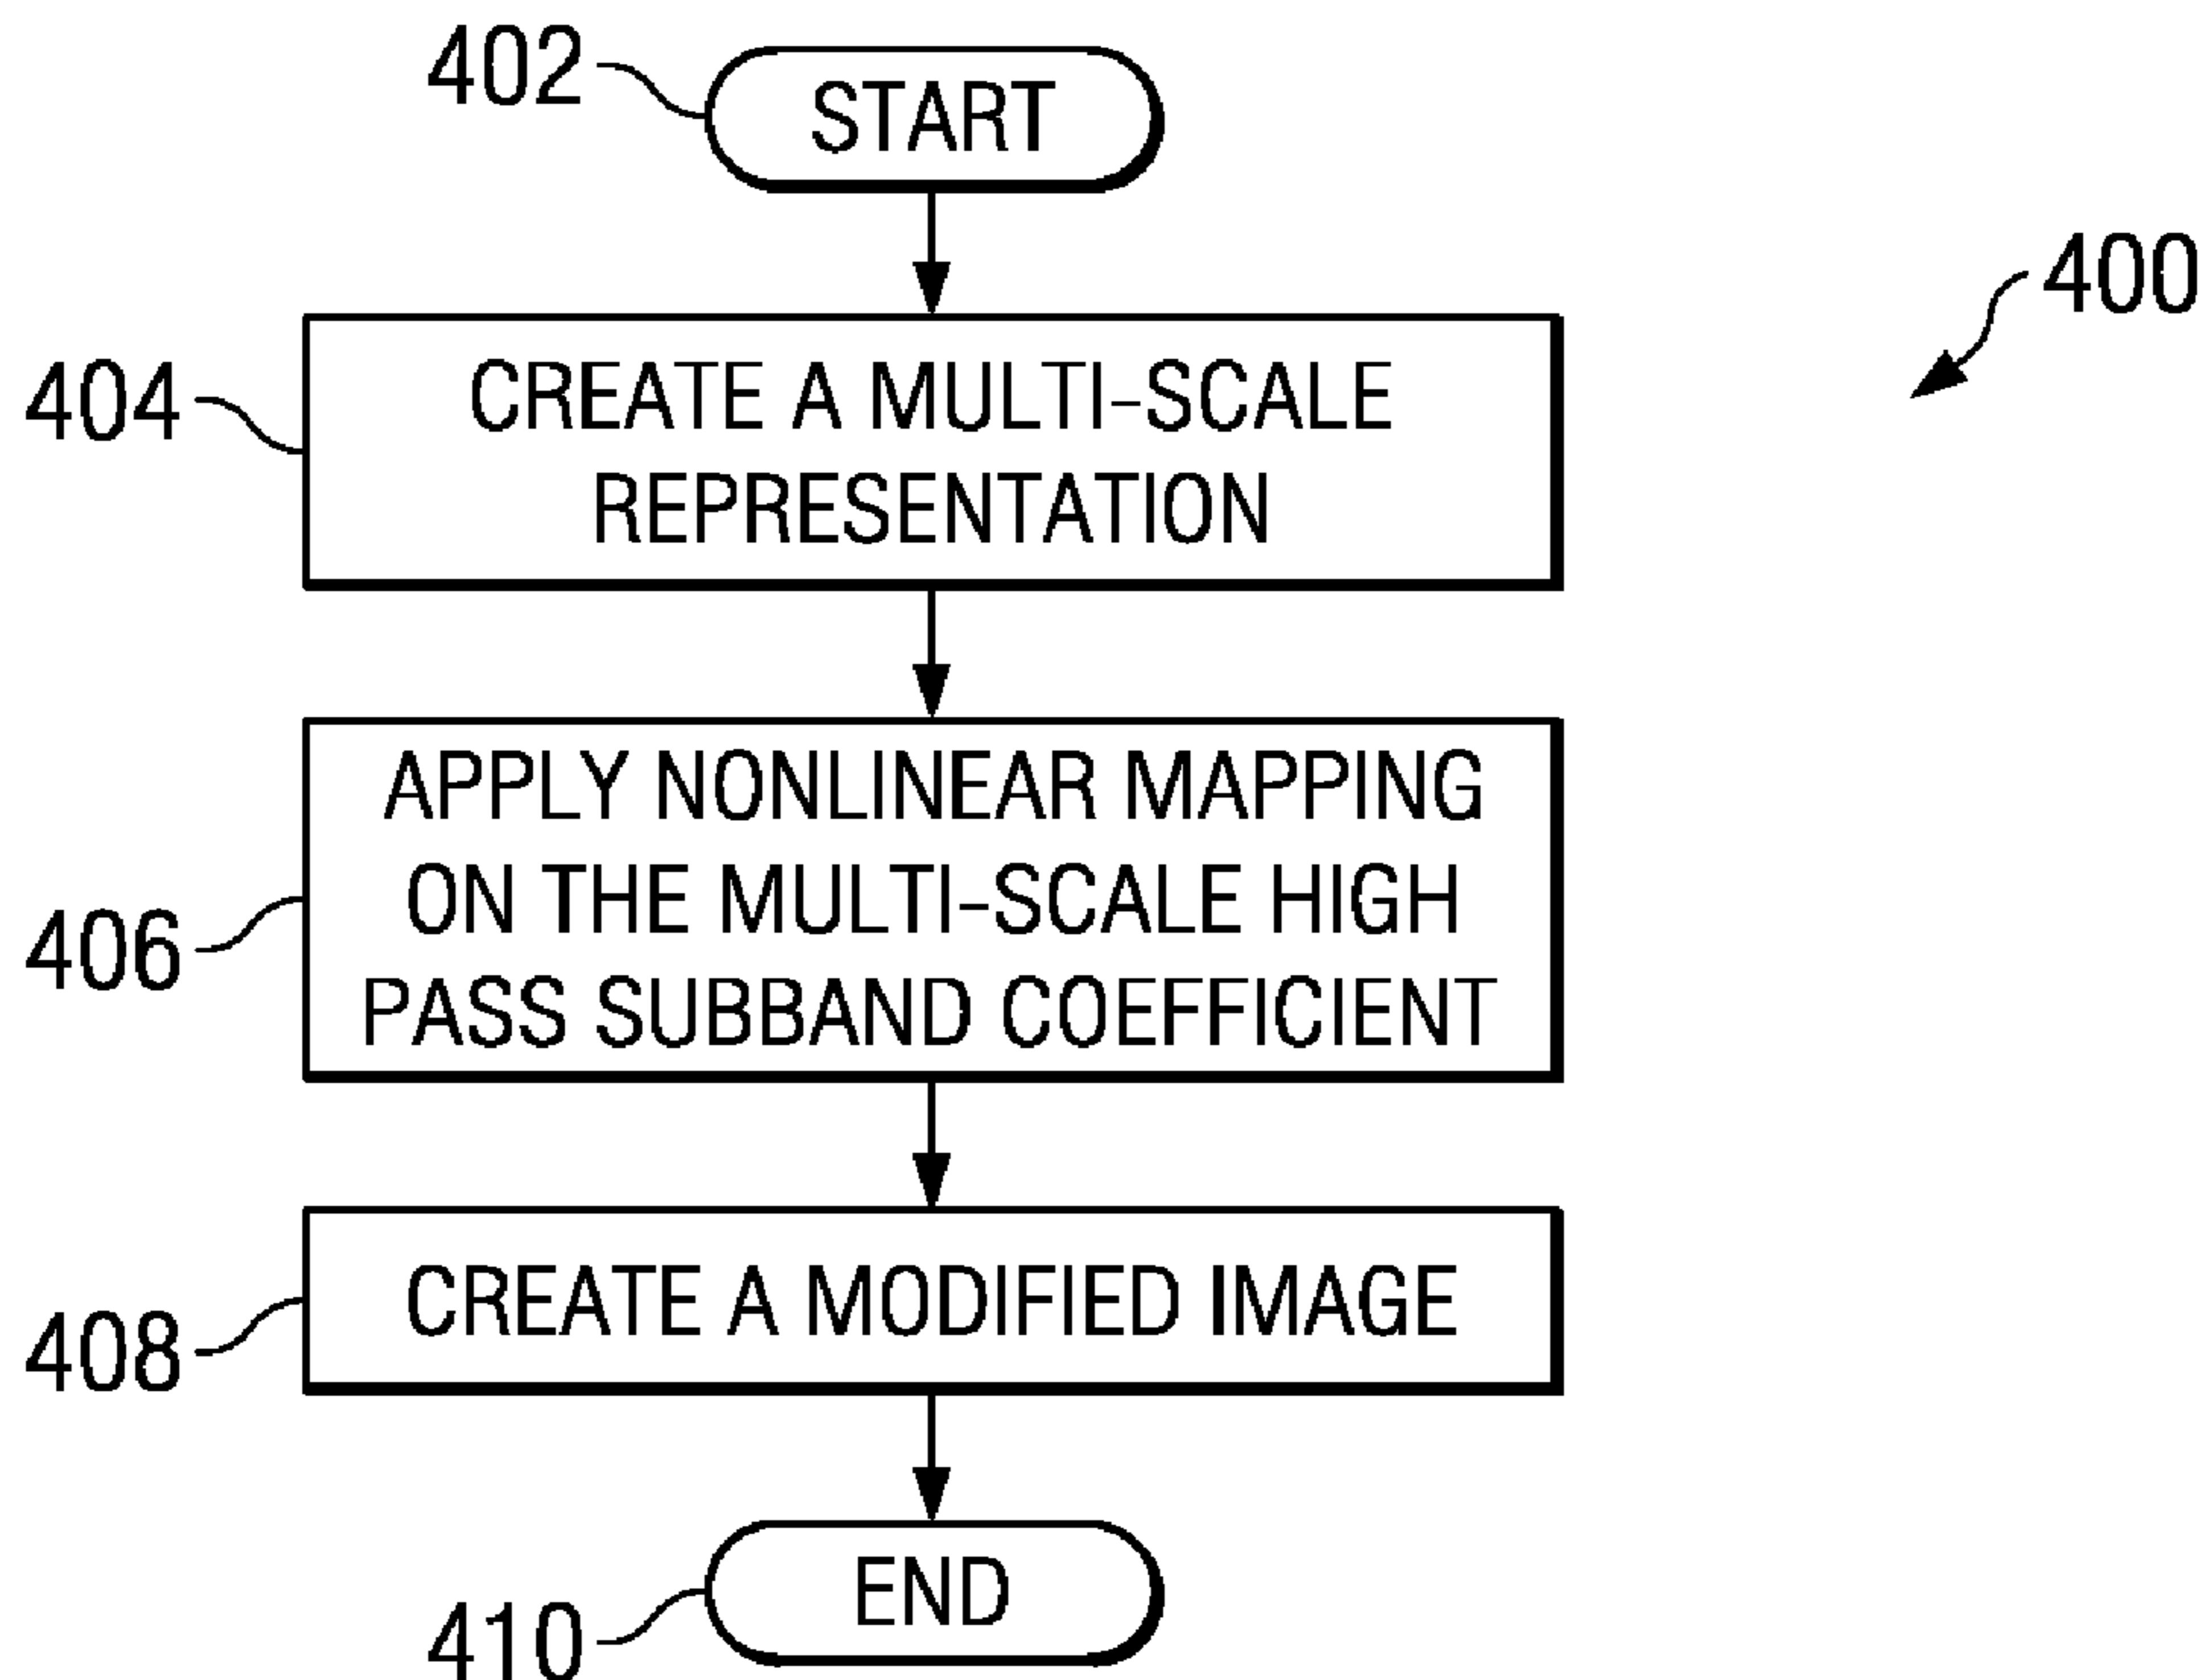 402
START
400
404
CREATE A MULTI-SCALE
REPRESENTATION
406
APPLY NONLINEAR MAPPING
ON THE MULTI-SCALE HIGH
PASS SUBBAND COEFFICIENT
408
CREATE A MODIFIED IMAGE
410
END